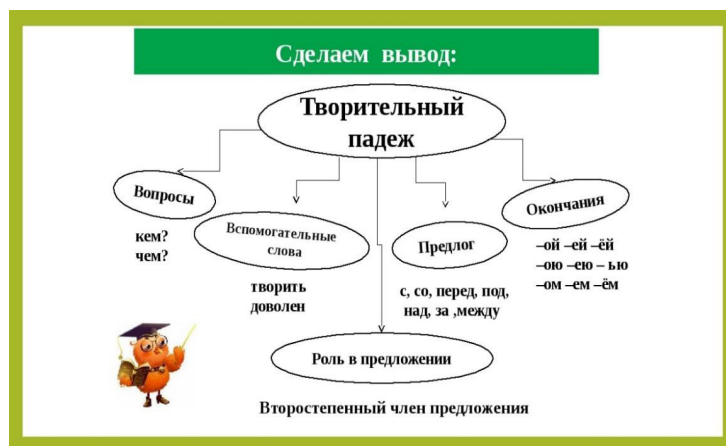 Сделаем вывод:
Творительный
падеж
Вопросы
кем?
чем?
Вспомогательные
слова
творить
доволен
Предлог
с, со, перед, под,
над, за ,между
Окончания
–ой –ей –ёй
–ою –ею – ью
–ом –ем –ём
Роль в предложении
Второстепенный член предложения